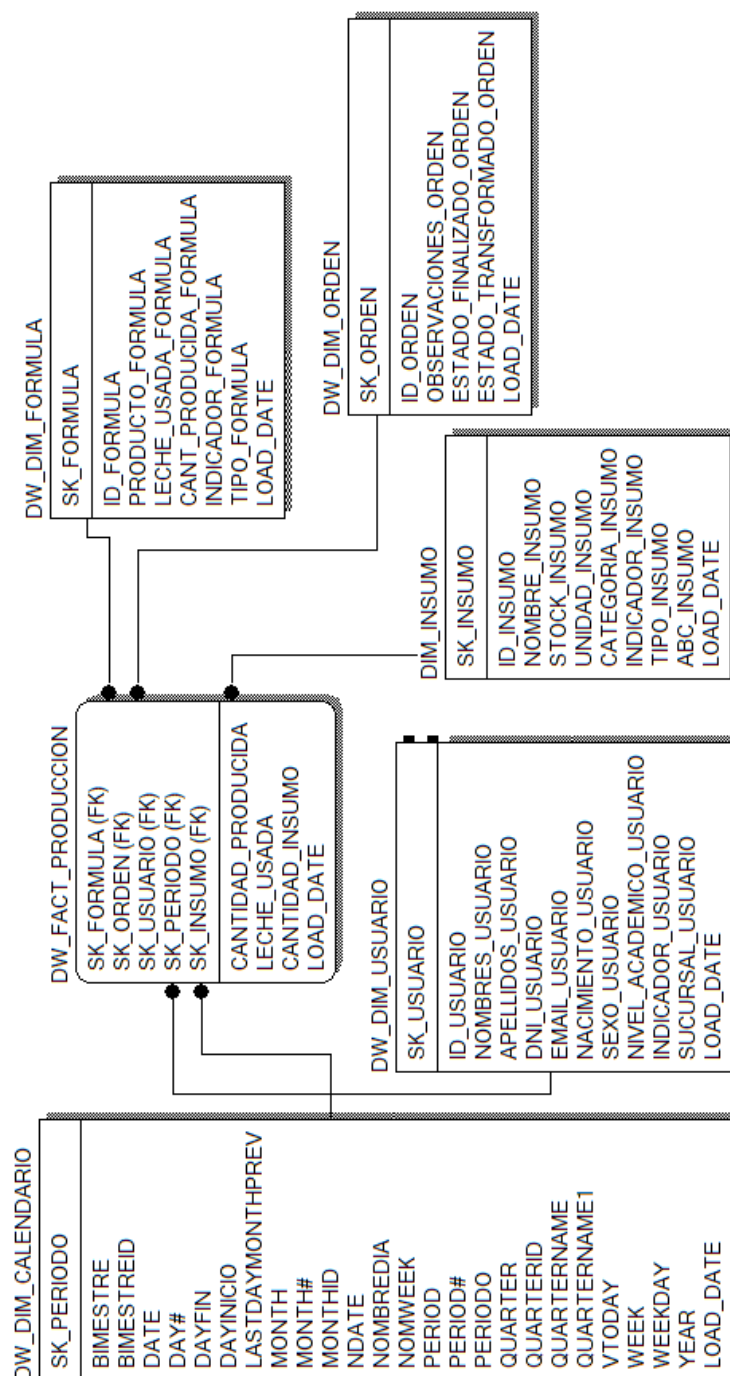 DW_DIM_CALENDARIO
SK_PERIODO
BIMESTRE
BIMESTREID
DATE
DAY#
DAYFIN
DAYINICIO
LASTDAYMONTHPREV
MONTH
MONTH#
MONTHID
NDATE
NOMBREDIA
NOMWEEK
PERIOD
PERIOD#
PERIODO
QUARTER
QUARTERID
QUARTERNAME
QUARTERNAME1
VTODAY
WEEK
WEEKDAY
YEAR
LOAD_DATE
DW_FACT_PRODUCCION
SK_FORMULA (FK)
SK_ORDEN (FK)
SK_USUARIO (FK)
SK_PERIODO (FK)
SK_INSUMO (FK)
CANTIDAD_PRODUCIDA
LECHE_USADA
CANTIDAD_INSUMO
LOAD_DATE
DW_DIM_USUARIO
SK_USUARIO
ID_USUARIO
NOMBRES_USUARIO
APELLIDOS_USUARIO
DNI_USUARIO
EMAIL_USUARIO
NACIMIENTO_USUARIO
SEXO_USUARIO
NIVEL_ACADEMICO_USUARIO
INDICADOR_USUARIO
SUCURSAL_USUARIO
LOAD_DATE
DW_DIM_FORMULA
SK_FORMULA
ID_FORMULA
PRODUCTO_FORMULA
LECHE_USADA_FORMULA
CANT_PRODUCIDA_FORMULA
INDICADOR_FORMULA
TIPO_FORMULA
LOAD_DATE
DW_DIM_ORDEN
SK_ORDEN
ID_ORDEN
OBSERVACIONES_ORDEN
ESTADO_FINALIZADO_ORDEN
ESTADO_TRANSFORMADO_ORDEN
LOAD_DATE
DIM_INSUMO
SK_INSUMO
ID_INSUMO
NOMBRE_INSUMO
STOCK_INSUMO
UNIDAD_INSUMO
CATEGORIA_INSUMO
INDICADOR_INSUMO
TIPO_INSUMO
ABC_INSUMO
LOAD_DATE